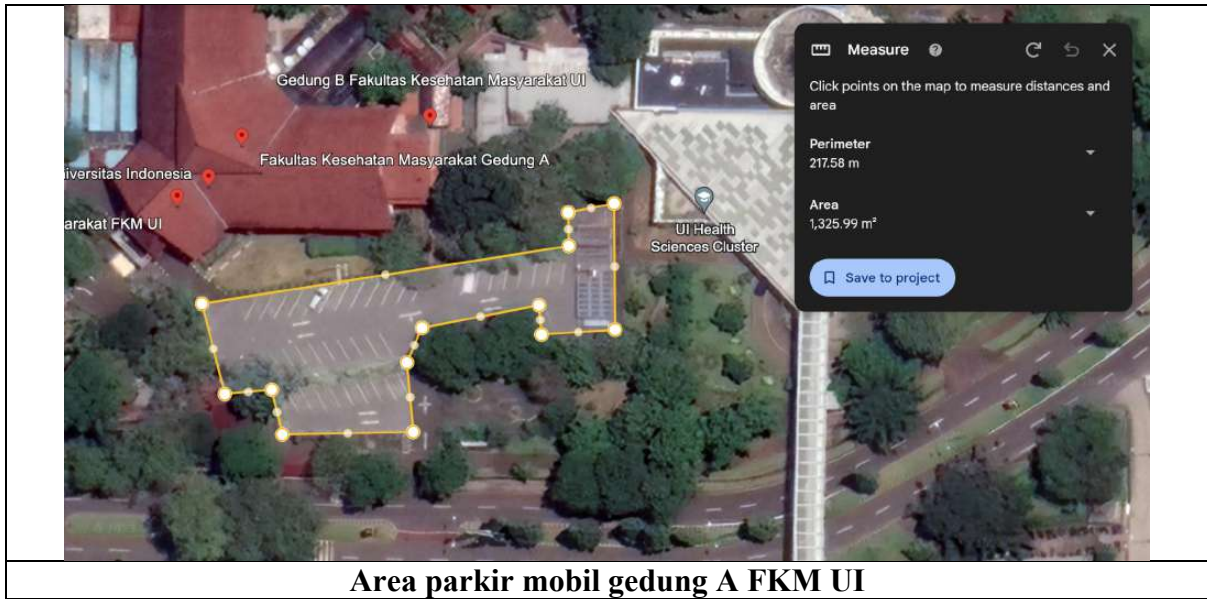 Gedung B Fakultas Kesehatan Masyarakat UI
Fakultas Kesehatan Masyarakat Gedung A
iversitas Indonesia
arakat FKM UI
UI Health
Sciences Cluster
Measure
Click points on the map to measure distances and
area
Perimeter
217.58 m
Area
1,325.99 m²
Save to project
Area parkir mobil gedung A FKM UI